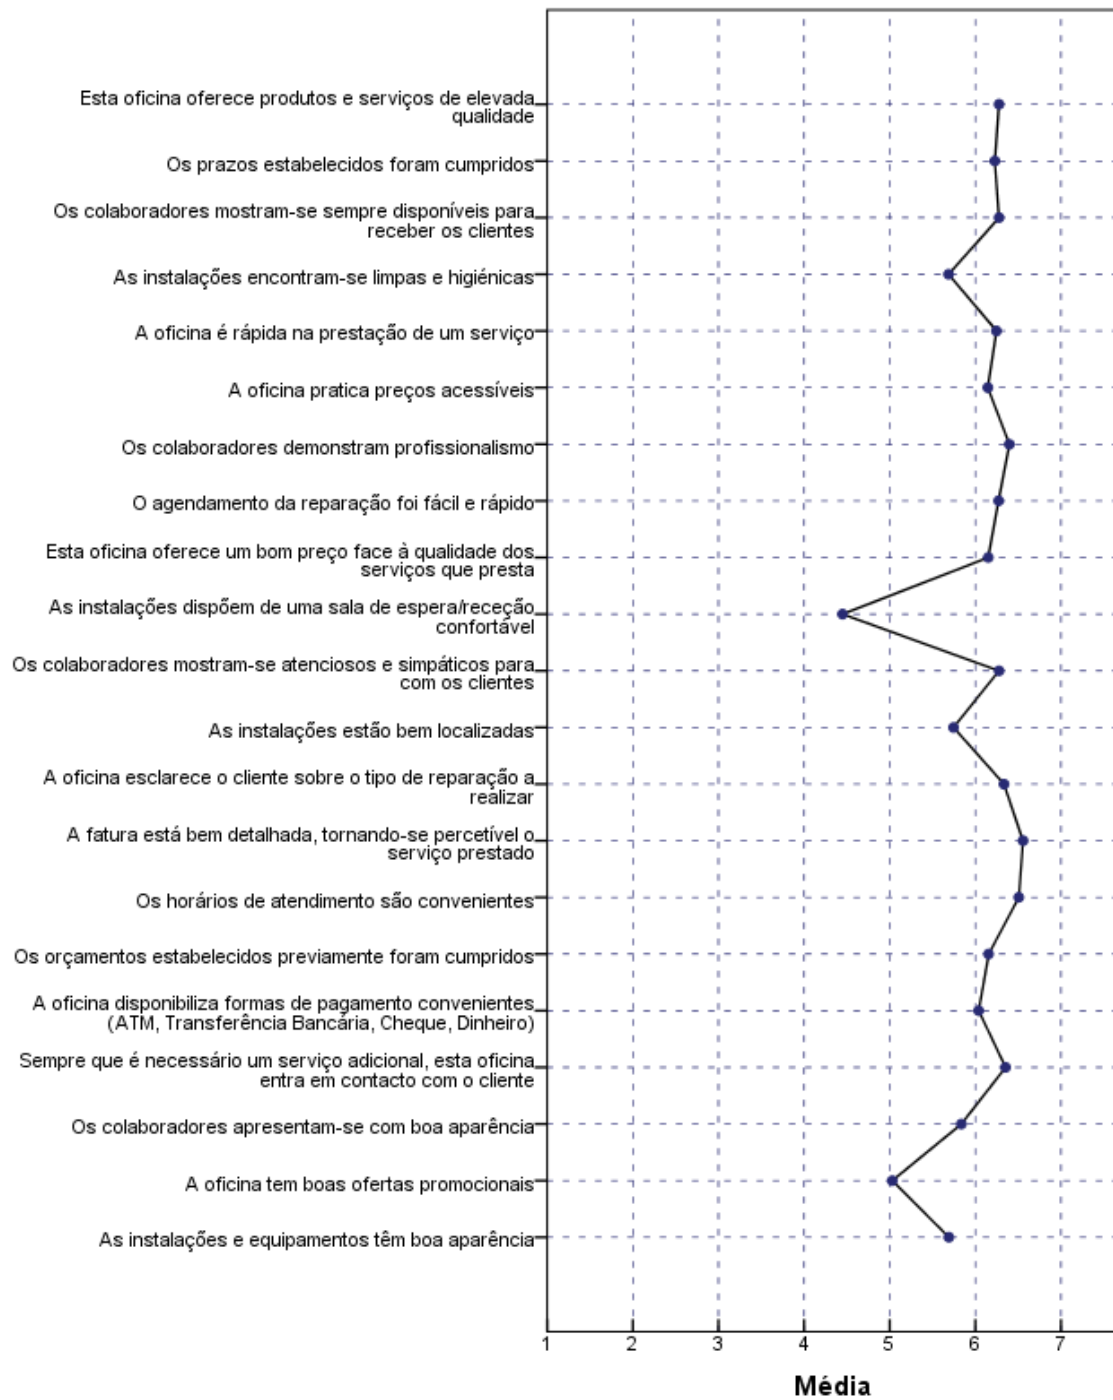 Esta oficina oferece produtos e serviços de elevada
qualidade
Os prazos estabelecidos foram cumpridos
Os colaboradores mostram-se sempre disponíveis para
receber os clientes
As instalações encontram-se limpas e higiénicas
A oficina é rápida na prestação de um serviço
A oficina pratica preços acessíveis
Os colaboradores demonstram profissionalismo
O agendamento da reparação foi fácil e rápido
Esta oficina oferece um bom preço face à qualidade dos
serviços que presta
As instalações dispõem de uma sala de espera/receção
confortável
Os colaboradores mostram-se atenciosos e simpáticos para
com os clientes
As instalações estão bem localizadas
A oficina esclarece o cliente sobre o tipo de reparação a
realizar
A fatura está bem detalhada, tornando-se percetível o
serviço prestado
Os horários de atendimento são convenientes
Os orçamentos estabelecidos previamente foram cumpridos
A oficina disponibiliza formas de pagamento convenientes
(ATM, Transferência Bancária, Cheque, Dinheiro)
Sempre que é necessário um serviço adicional, esta oficina
entra em contacto com o cliente
Os colaboradores apresentam-se com boa aparência
A oficina tem boas ofertas promocionais
As instalações e equipamentos têm boa aparência
1 2 3 4 5 6 7
Média